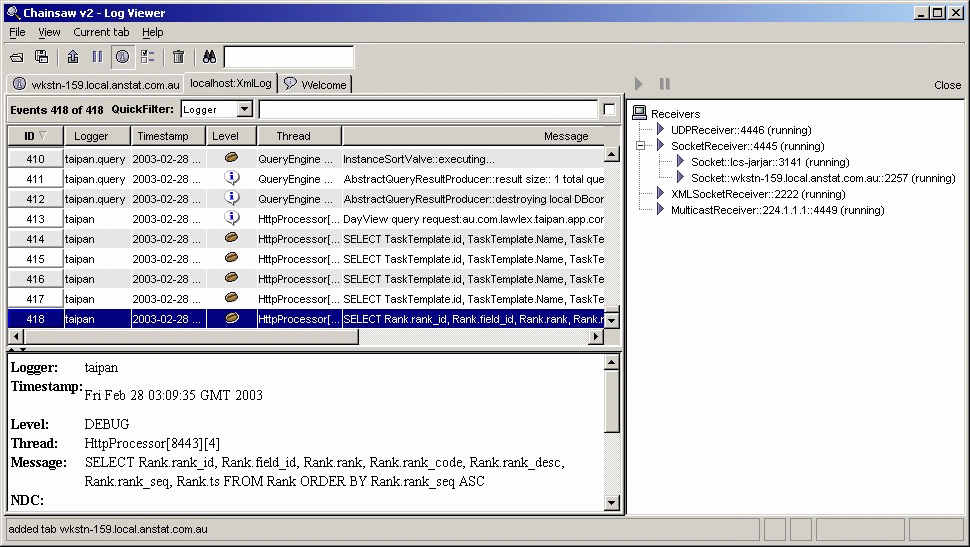 Chainsaw v2 - Log Viewer
File View Current tab Help
wkstn-159.local.anstat.com.au localhost:XmlLog Welcome
Events 418 of 418 QuickFilter: Logger
ID Logger Timestamp Level Thread Message
410 taipan.query 2003-02-28 ... QueryEngine ... InstanceSortValve::executing...
411 taipan.query 2003-02-28 ... QueryEngine ... AbstractQueryResultProducer::result size:: 1 total que
412 taipan.query 2003-02-28 ... QueryEngine ... AbstractQueryResultProducer::destroying local DBcon
413 taipan 2003-02-28 ... HttpProcessor[... DayView query request:au.com.lawlex.taipan.app.cor
414 taipan 2003-02-28 ... HttpProcessor[... SELECT TaskTemplate.id, TaskTemplate.Name, TaskTe
415 taipan 2003-02-28 ... HttpProcessor[... SELECT TaskTemplate.id, TaskTemplate.Name, TaskTe
416 taipan 2003-02-28 ... HttpProcessor[... SELECT TaskTemplate.id, TaskTemplate.Name, TaskTe
417 taipan 2003-02-28 ... HttpProcessor[... SELECT TaskTemplate.id, TaskTemplate.Name, TaskTe
418 taipan 2003-02-28 ... HttpProcessor[... SELECT Rank.rank_id, Rank.field_id, Rank.rank, Rank.r
Logger: taipan
Timestamp: Fri Feb 28 03:09:35 GMT 2003
Level: DEBUG
Thread: HttpProcessor[8443][4]
Message: SELECT Rank.rank_id, Rank.field_id, Rank.rank, Rank.rank_code, Rank.rank_desc,
Rank.rank_seq, Rank.ts FROM Rank ORDER BY Rank.rank_seq ASC
NDC:
Close
Receivers
UDPReceiver::4446 (running)
SocketReceiver::4445 (running)
Socket::lcs-jarjar::3141 (running)
Socket::wkstn-159.local.anstat.com.au::2257 (running)
XMLSocketReceiver::2222 (running)
MulticastReceiver::224.1.1.1::4449 (running)
added tab wkstn-159.local.anstat.com.au